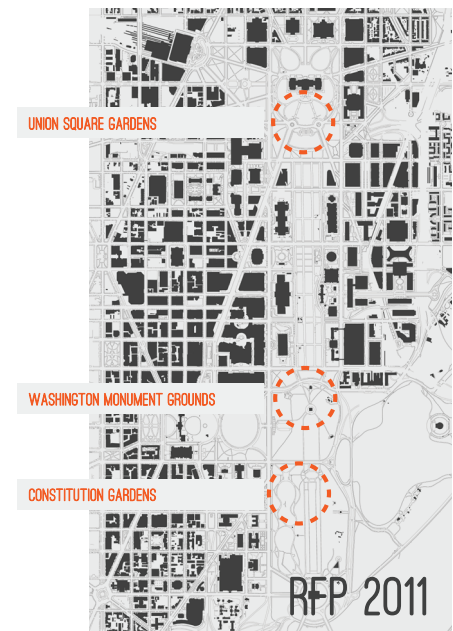 UNION SQUARE GARDENS
WASHINGTON MONUMENT GROUNDS
CONSTITUTION GARDENS
RFP 2011